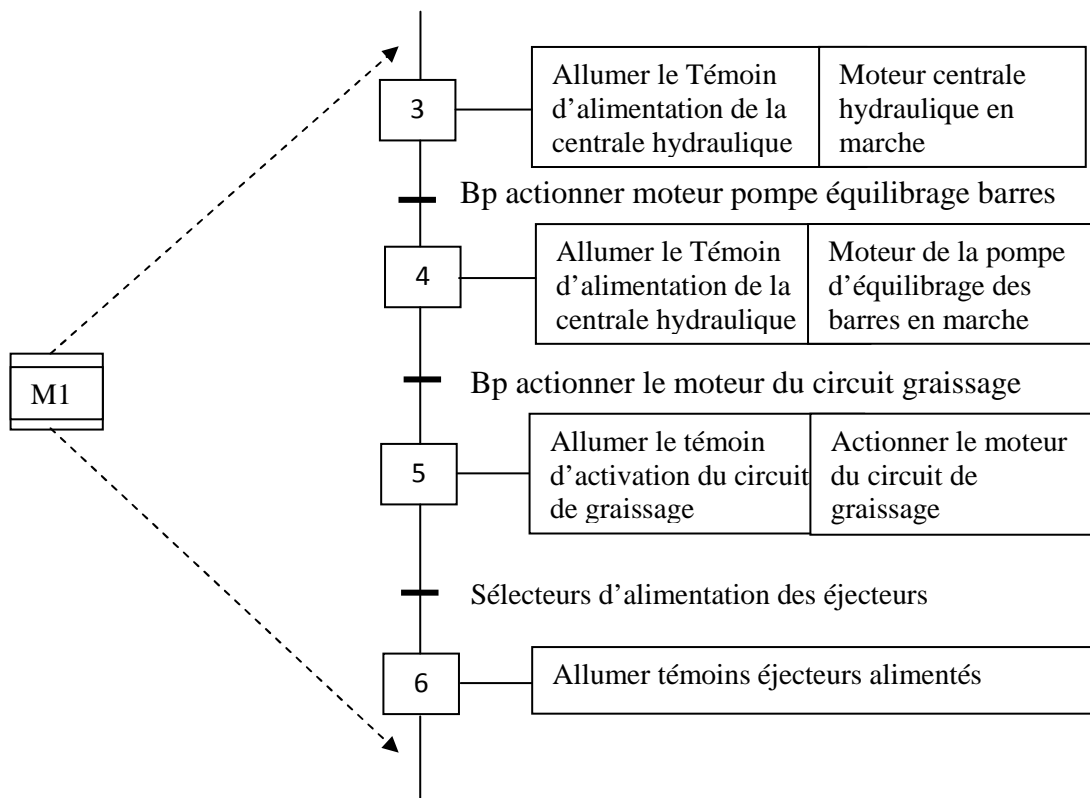 3
Allumer le Témoin
d’alimentation de la
centrale hydraulique
Moteur centrale
hydraulique en
marche
Bp actionner moteur pompe équilibrage barres
4
Allumer le Témoin
d’alimentation de la
centrale hydraulique
Moteur de la pompe
d’équilibrage des
barres en marche
M1
Bp actionner le moteur du circuit graissage
5
Allumer le témoin
d’activation du circuit
de graissage
Actionner le moteur
du circuit de
graissage
Sélecteurs d’alimentation des éjecteurs
6
Allumer témoins éjecteurs alimentés